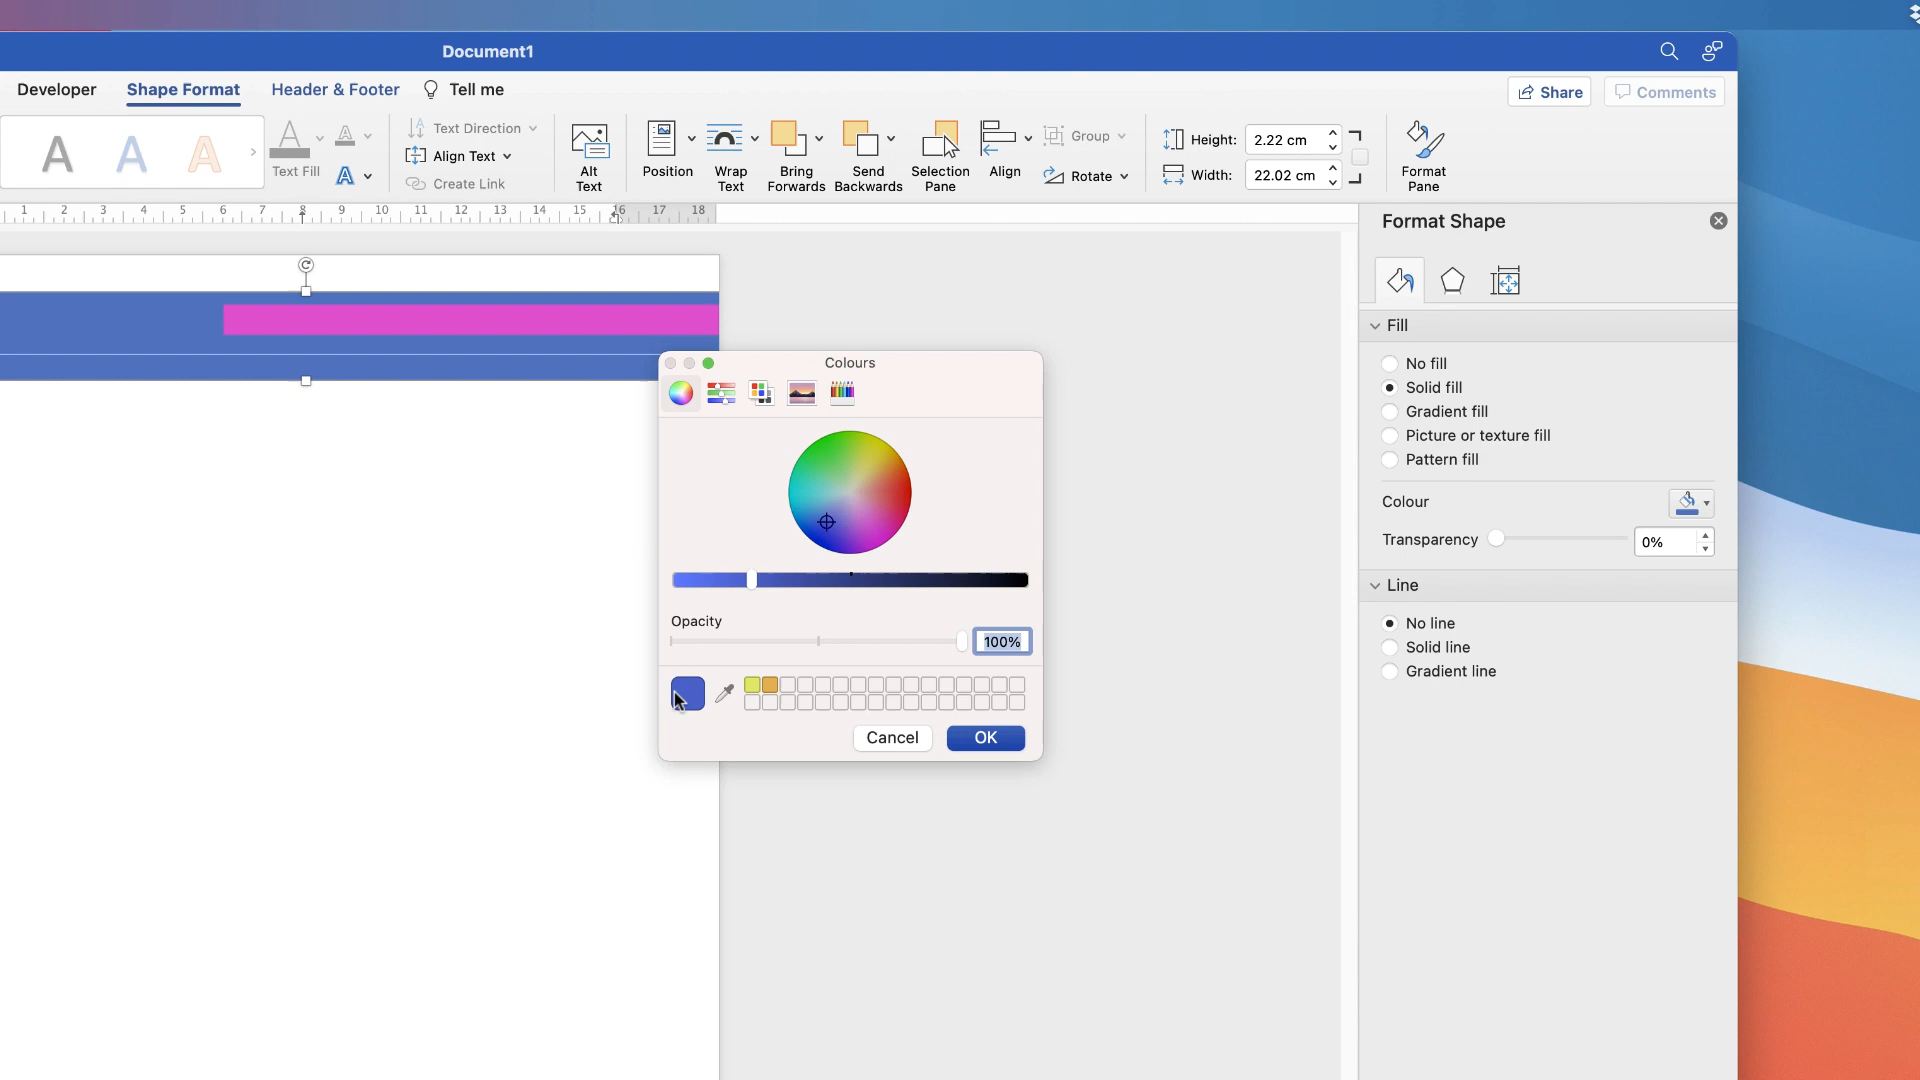 Document1
Developer Shape Format Header & Footer Tell me Share Comments
A A A
Text Fill
Text Direction
Align Text
Create Link
Alt Text
Position
Wrap Text
Bring Forwards
Send Backwards
Selection Pane
Align
Group
Rotate
Height: 2.22 cm
Width: 22.02 cm
Format Pane
1 2 3 4 5 6 7 8 9 10 11 12 13 14 15 16 17 18
Format Shape
Fill
No fill
Solid fill
Gradient fill
Picture or texture fill
Pattern fill
Colour
Transparency 0%
Line
No line
Solid line
Gradient line
Colours
Opacity
100%
Cancel OK